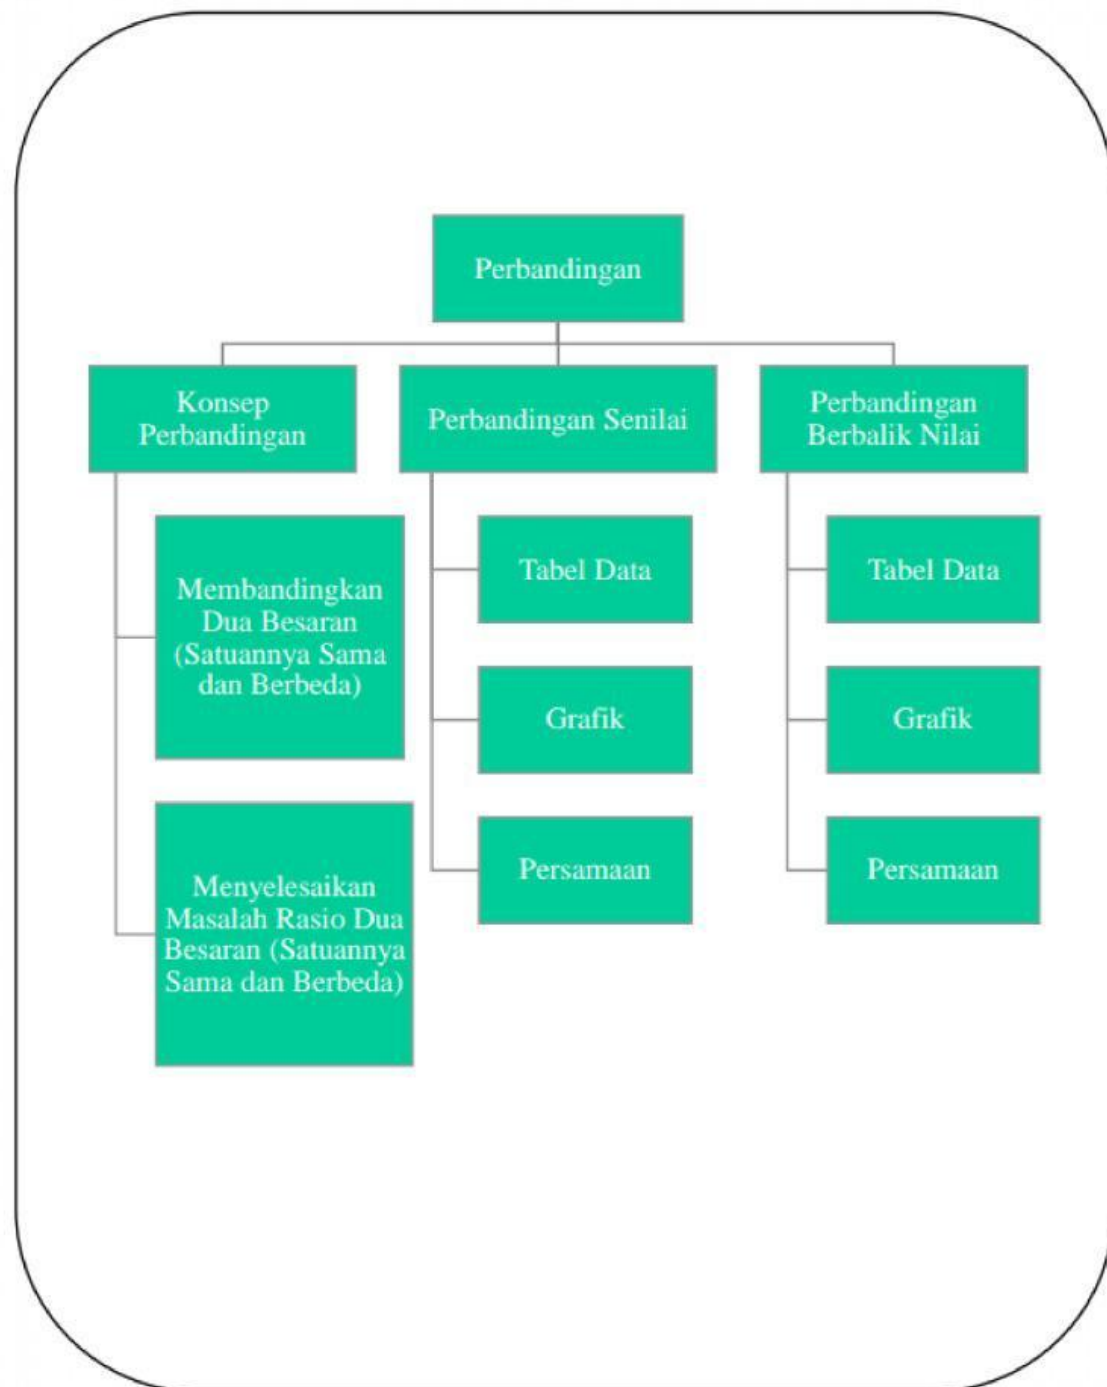 Perbandingan
Konsep
Perbandingan
Membandingkan
Dua Besaran
(Satuannya Sama
dan Berbeda)
Menyelesaikan
Masalah Rasio Dua
Besaran (Satuannya
Sama dan Berbeda)
Perbandingan Senilai
Tabel Data
Grafik
Persamaan
Perbandingan
Berbalik Nilai
Tabel Data
Grafik
Persamaan